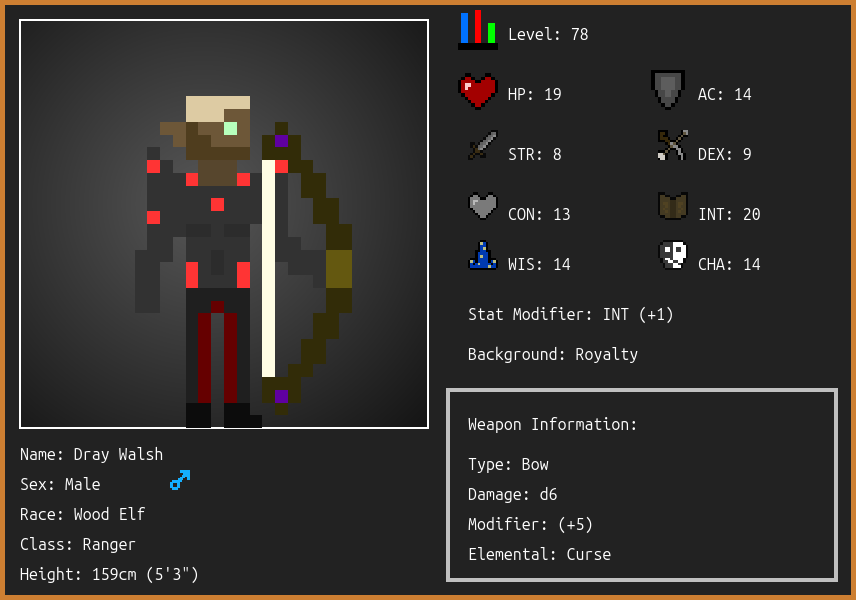 Level: 78
HP: 19
AC: 14
STR: 8
DEX: 9
CON: 13
INT: 20
WIS: 14
CHA: 14
Stat Modifier: INT (+1)
Background: Royalty
Weapon Information:
Type: Bow
Damage: d6
Modifier: (+5)
Elemental: Curse
Name: Dray Walsh
Sex: Male
Race: Wood Elf
Class: Ranger
Height: 159cm (5'3")